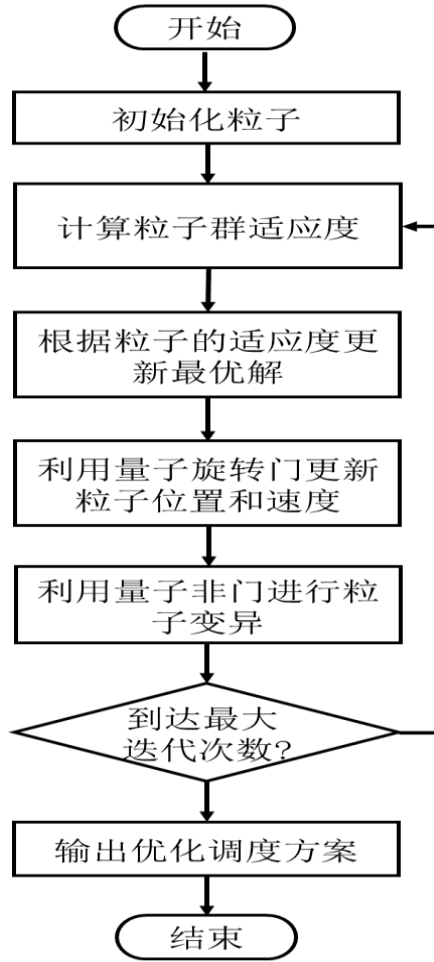 开始
初始化粒子
计算粒子群适应度
根据粒子的适应度更
新最优解
利用量子旋转门更新
粒子位置和速度
利用量子非门进行粒
子变异
到达最大
迭代次数?
输出优化调度方案
结束